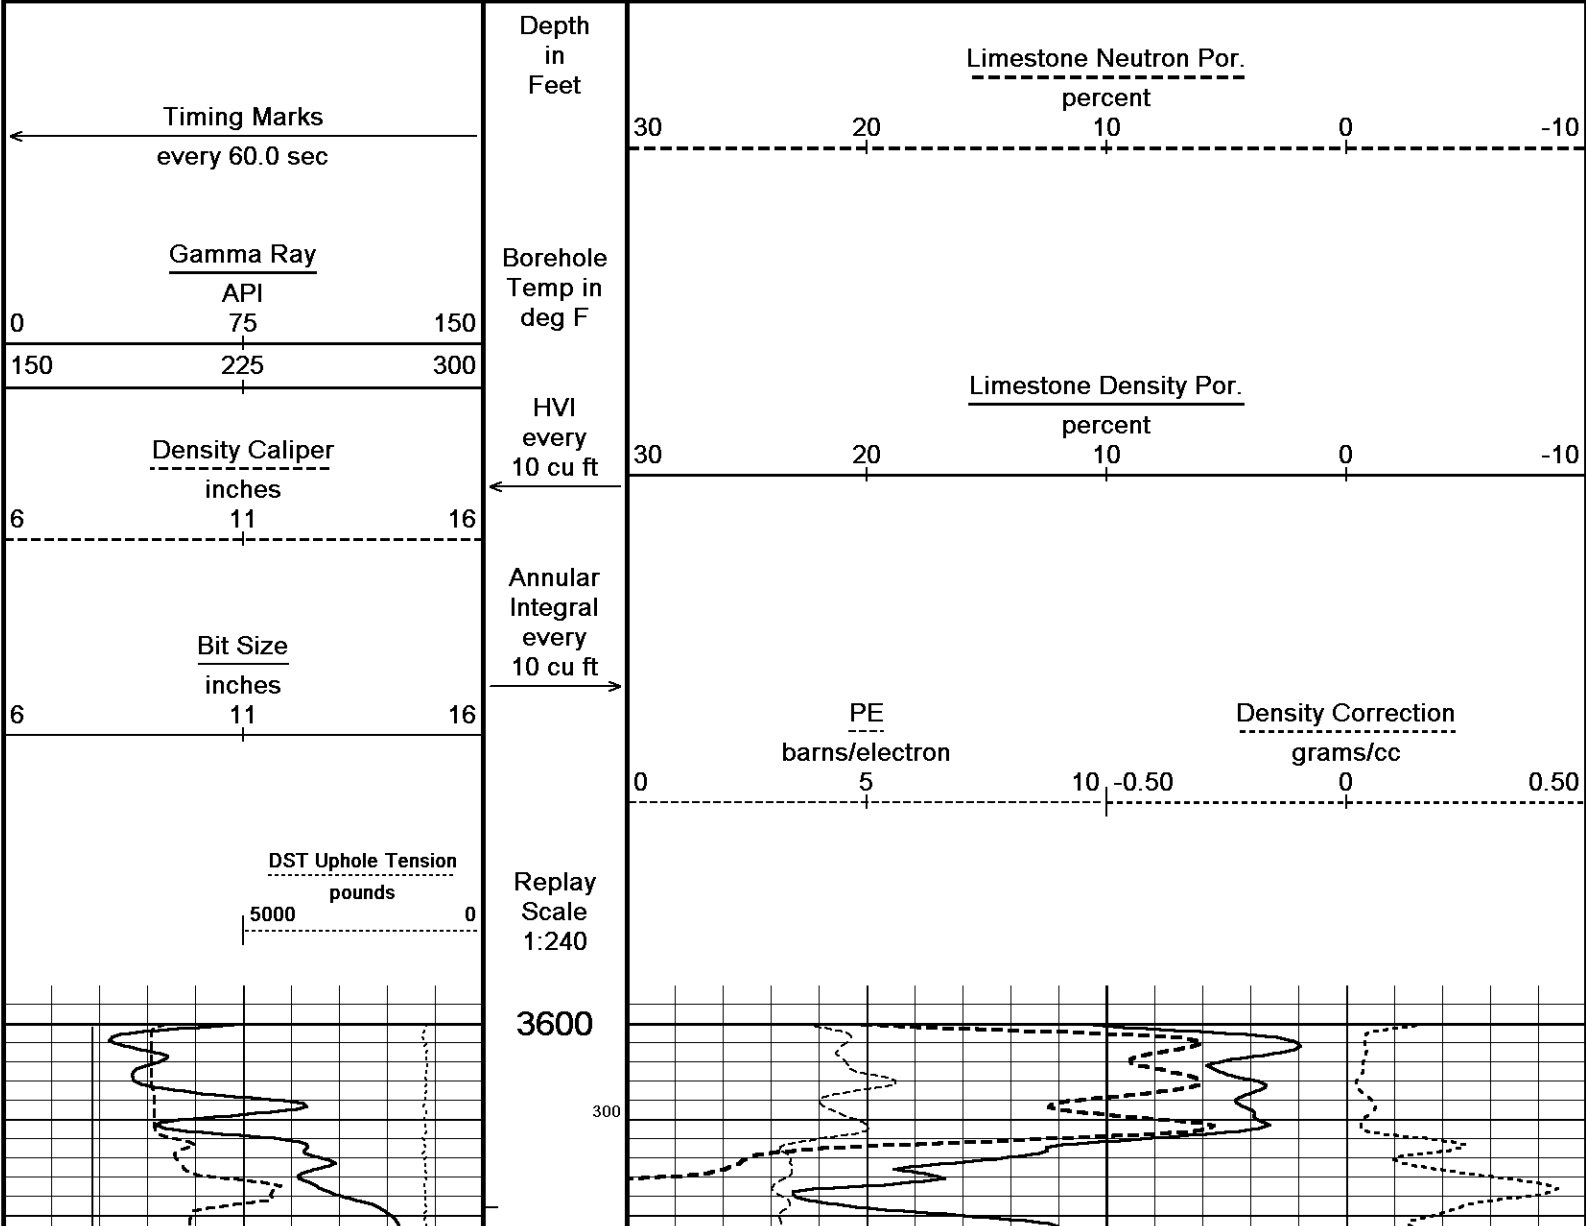 Timing Marks
every 60.0 sec
Gamma Ray
API
0 75 150
150 225 300
Density Caliper
inches
6 11 16
Bit Size
inches
6 11 16
DST Uphole Tension
pounds
5000 0
Depth
in
Feet
Borehole
Temp in
deg F
HVI
every
10 cu ft
Annular
Integral
every
10 cu ft
Replay
Scale
1:240
3600
300
Limestone Neutron Por.
percent
30 20 10 0 -10
Limestone Density Por.
percent
30 20 10 0 -10
PE
barns/electron
0 5 10
Density Correction
grams/cc
-0.50 0 0.50